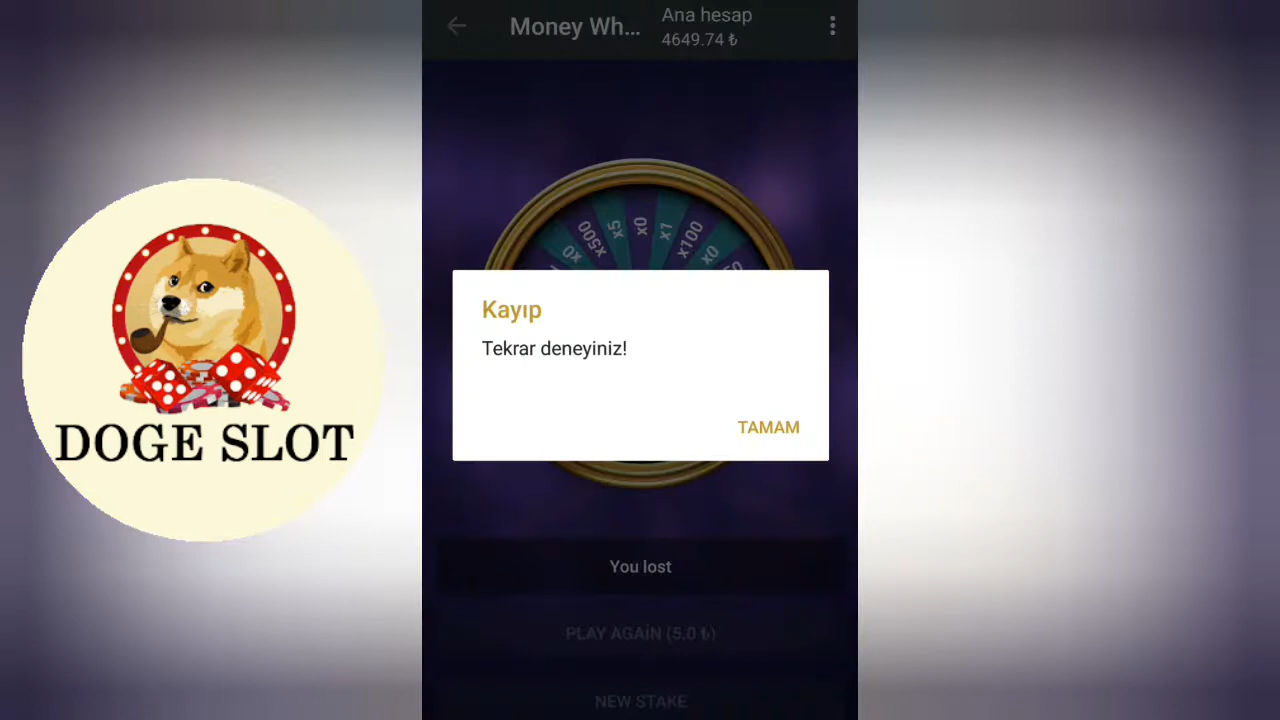 Money Wh...
Ana hesap
4649.74 ₺
x0
x500
x5
x0
x1
x100
x0
Kayıp
Tekrar deneyiniz!
TAMAM
DOGE SLOT
You lost
PLAY AGAİN (5.0 ₺)
NEW STAKE